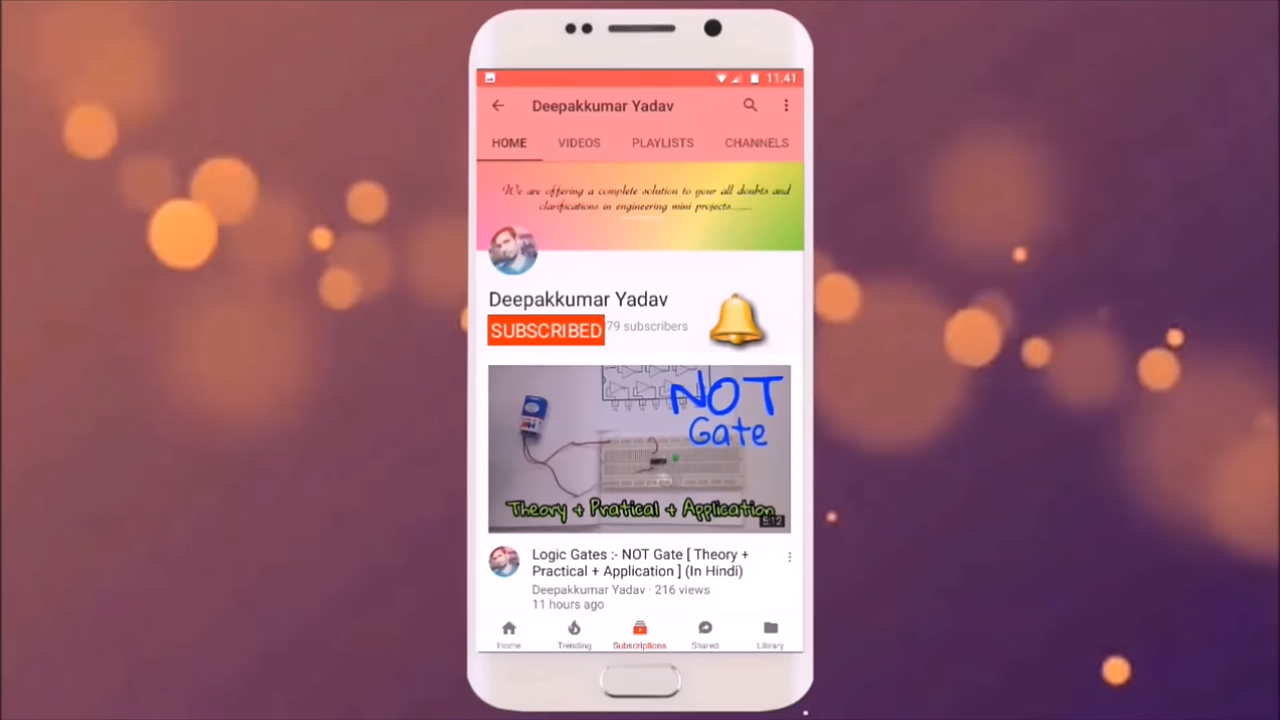 11:41
Deepakkumar Yadav
HOME VIDEOS PLAYLISTS CHANNELS
We are offering a complete solution to your all doubts and
clarifications in engineering mini projects........
Deepakkumar Yadav
SUBSCRIBED 79 subscribers
NOT
Gate
Theory + Pratical + Application
5:12
Logic Gates :- NOT Gate [ Theory +
Practical + Application ] (In Hindi)
Deepakkumar Yadav · 216 views
11 hours ago
Home Trending Subscriptions Shared Library